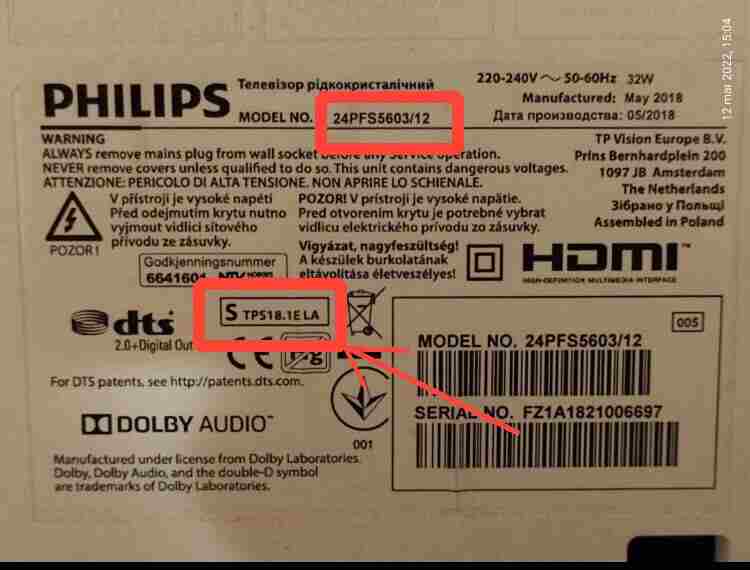 Телевізор рідкокристалічний
PHILIPS
MODEL NO. 24PFS5603/12
220-240V ~ 50-60Hz 32W
Manufactured: May 2018
Дата производства: 05/2018
12 mar 2022, 15:04
WARNING
ALWAYS remove mains plug from wall socket before any service operation.
NEVER remove covers unless qualified to do so. This unit contains dangerous voltages.
ATTENZIONE: PERICOLO DI ALTA TENSIONE. NON APRIRE LO SCHIENALE.
TP Vision Europe B.V.
Prins Bernhardplein 200
1097 JB Amsterdam
The Netherlands
Зібрано у Польщі
Assembled in Poland
V přístroji je vysoké napětí
Před odejmutím krytu nutno
vyjmout vidlici síťového
přívodu ze zásuvky.
POZOR!
POZOR! V prístroji je vysoké napätie.
Pred otvorením krytu je potrebné vybrať
vidlicu elektrického prívodu zo zásuvky.
Vigyázat, nagyfeszültség!
A készülek burkolatának
eltávolítása életveszélyes!
HDMI™
HIGH-DEFINITION MULTIMEDIA INTERFACE
Godkjenningsnummer
6641601
S TPS18.1E LA
dts
2.0+Digital Out
CE
For DTS patents, see http://patents.dts.com.
001
DOLBY AUDIO™
Manufactured under license from Dolby Laboratories.
Dolby, Dolby Audio, and the double-D symbol
are trademarks of Dolby Laboratories.
005
MODEL NO. 24PFS5603/12
SERIAL NO. FZ1A1821006697